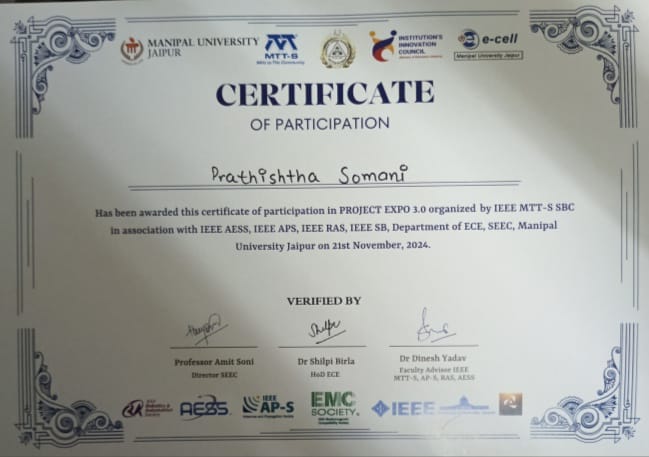 MANIPAL UNIVERSITY
JAIPUR
MTT-S
INSTITUTION'S
INNOVATION
COUNCIL
e-cell
Manipal University Jaipur
CERTIFICATE
OF PARTICIPATION
Prathishtha Somani
Has been awarded this certificate of participation in PROJECT EXPO 3.0 organized by IEEE MTT-S SBC
in association with IEEE AESS, IEEE APS, IEEE RAS, IEEE SB, Department of ECE, SEEC, Manipal
University Jaipur on 21st November, 2024.
VERIFIED BY
Professor Amit Soni
Director SEEC
Dr Shilpi Birla
HoD ECE
Dr Dinesh Yadav
Faculty Advisor IEEE
MTT-S, AP-S, RAS, AESS
IEEE
Robotics &
Automation
Society
AESS
IEEE
AP-S
EMC
SOCIETY
IEEE